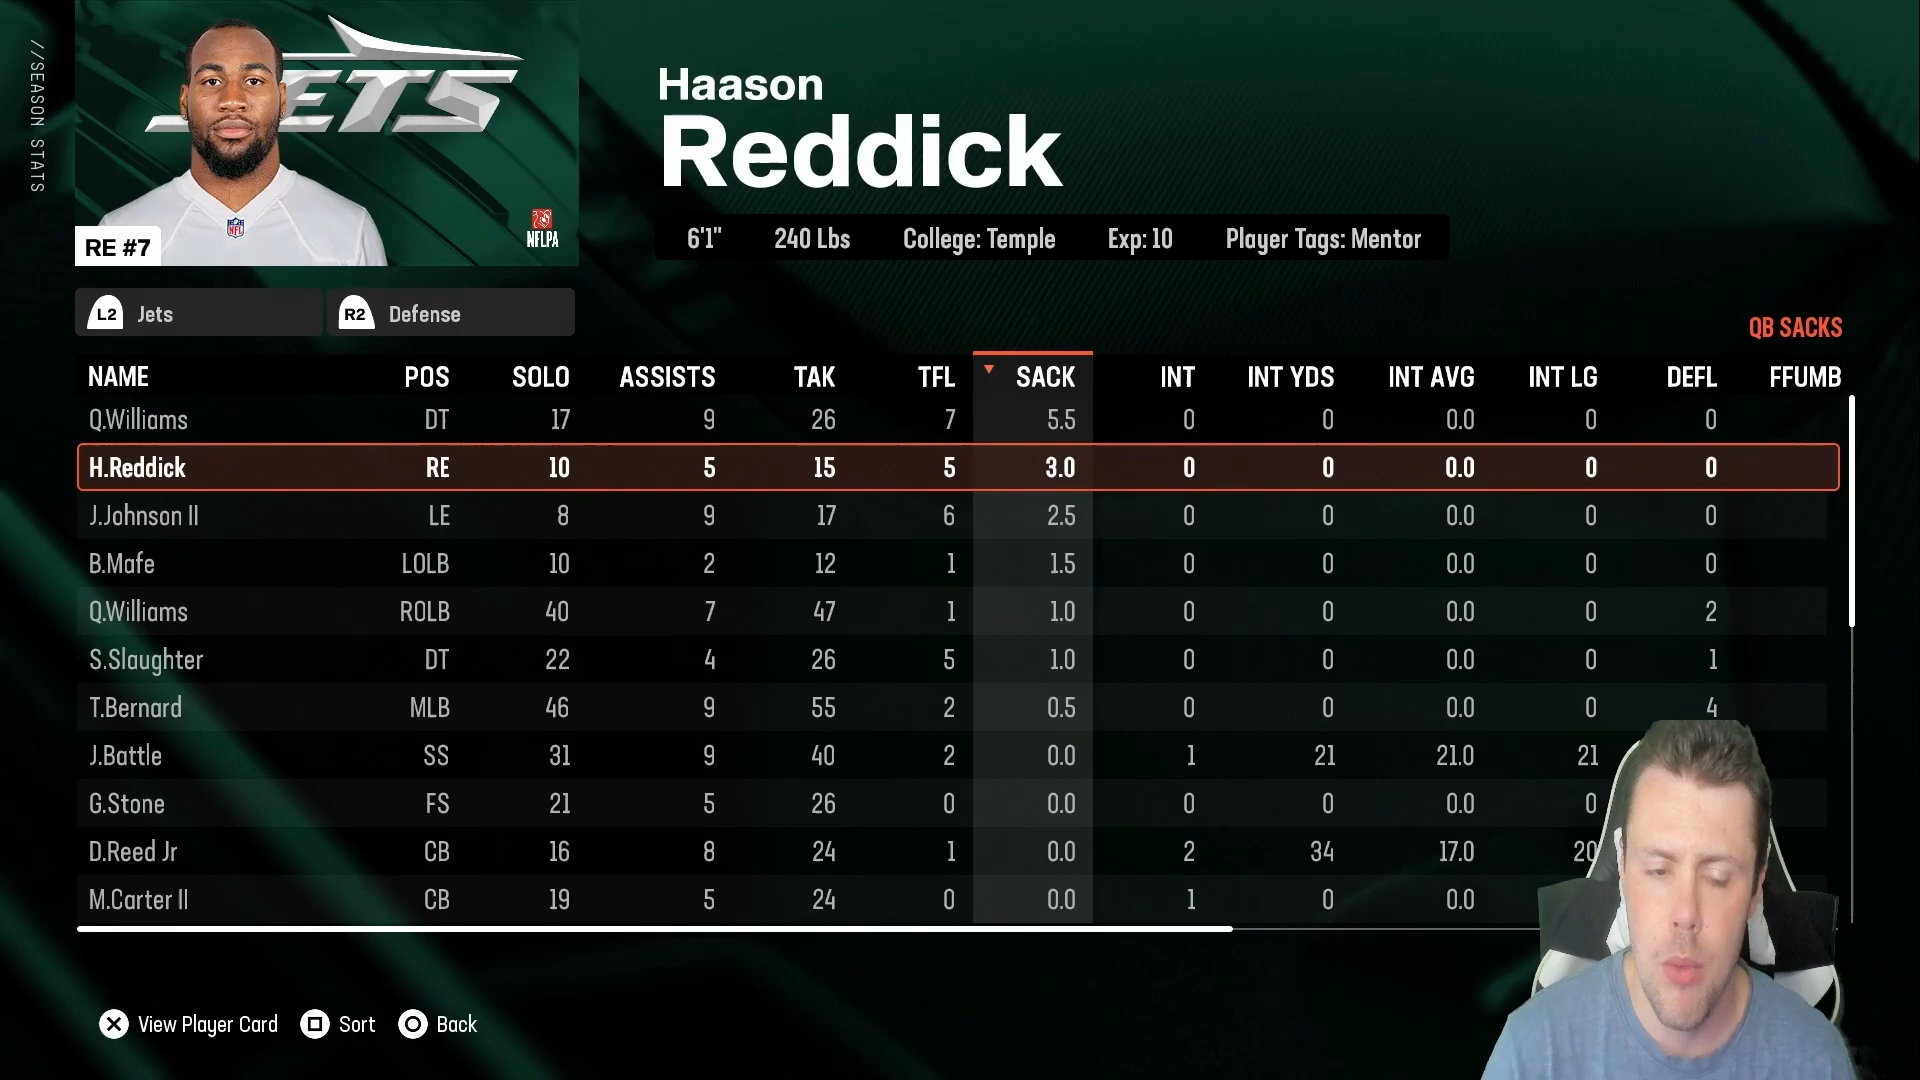 //SEASON STATS
JETS
NFL
NFLPA
RE #7
Haason
Reddick
6'1" 240 Lbs College: Temple Exp: 10 Player Tags: Mentor
L2 Jets R2 Defense
QB SACKS
NAME POS SOLO ASSISTS TAK TFL SACK INT INT YDS INT AVG INT LG DEFL FFUMB
Q.Williams DT 17 9 26 7 5.5 0 0 0.0 0 0
H.Reddick RE 10 5 15 5 3.0 0 0 0.0 0 0
J.Johnson II LE 8 9 17 6 2.5 0 0 0.0 0 0
B.Mafe LOLB 10 2 12 1 1.5 0 0 0.0 0 0
Q.Williams ROLB 40 7 47 1 1.0 0 0 0.0 0 2
S.Slaughter DT 22 4 26 5 1.0 0 0 0.0 0 1
T.Bernard MLB 46 9 55 2 0.5 0 0 0.0 0 4
J.Battle SS 31 9 40 2 0.0 1 21 21.0 21
G.Stone FS 21 5 26 0 0.0 0 0 0.0 0
D.Reed Jr CB 16 8 24 1 0.0 2 34 17.0 20
M.Carter II CB 19 5 24 0 0.0 1 0 0.0
View Player Card Sort Back